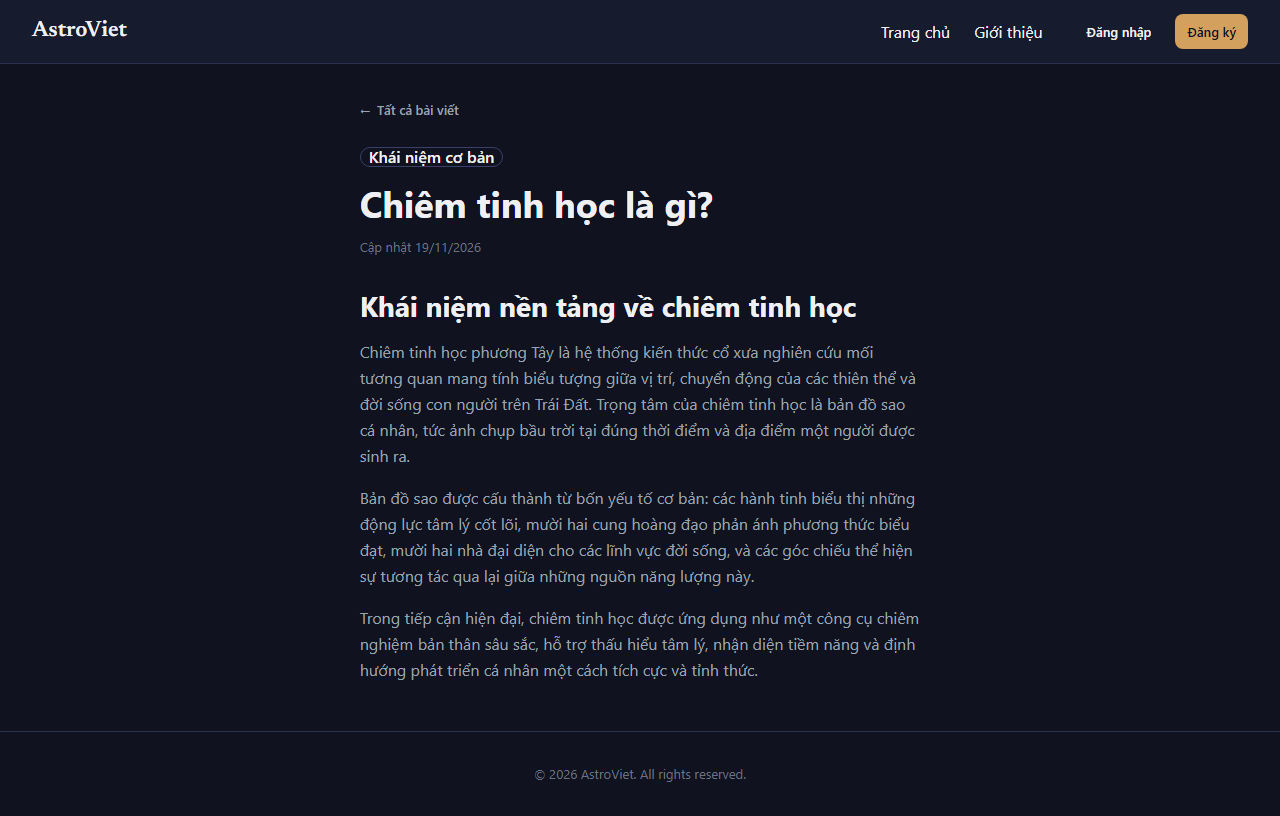 AstroViet
Trang chủ
Giới thiệu
Đăng nhập
Đăng ký
← Tất cả bài viết
Khái niệm cơ bản
Chiêm tinh học là gì?
Cập nhật 19/11/2026
Khái niệm nền tảng về chiêm tinh học
Chiêm tinh học phương Tây là hệ thống kiến thức cổ xưa nghiên cứu mối
tương quan mang tính biểu tượng giữa vị trí, chuyển động của các thiên thể và
đời sống con người trên Trái Đất. Trọng tâm của chiêm tinh học là bản đồ sao
cá nhân, tức ảnh chụp bầu trời tại đúng thời điểm và địa điểm một người được
sinh ra.
Bản đồ sao được cấu thành từ bốn yếu tố cơ bản: các hành tinh biểu thị những
động lực tâm lý cốt lõi, mười hai cung hoàng đạo phản ánh phương thức biểu
đạt, mười hai nhà đại diện cho các lĩnh vực đời sống, và các góc chiếu thể hiện
sự tương tác qua lại giữa những nguồn năng lượng này.
Trong tiếp cận hiện đại, chiêm tinh học được ứng dụng như một công cụ chiêm
nghiệm bản thân sâu sắc, hỗ trợ thấu hiểu tâm lý, nhận diện tiềm năng và định
hướng phát triển cá nhân một cách tích cực và tỉnh thức.
© 2026 AstroViet. All rights reserved.